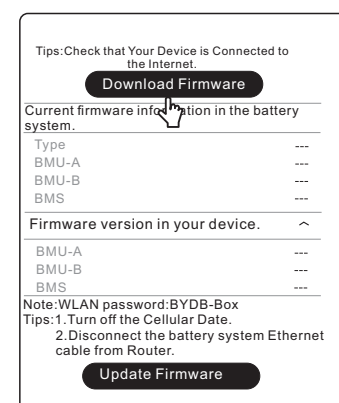 Tips:Check that Your Device is Connected to
the Internet.
Download Firmware
Current firmware information in the battery
system.
Type ---
BMU-A ---
BMU-B ---
BMS ---
Firmware version in your device.
BMU-A ---
BMU-B ---
BMS ---
Note:WLAN password:BYDB-Box
Tips:1.Turn off the Cellular Date.
2.Disconnect the battery system Ethernet
cable from Router.
Update Firmware